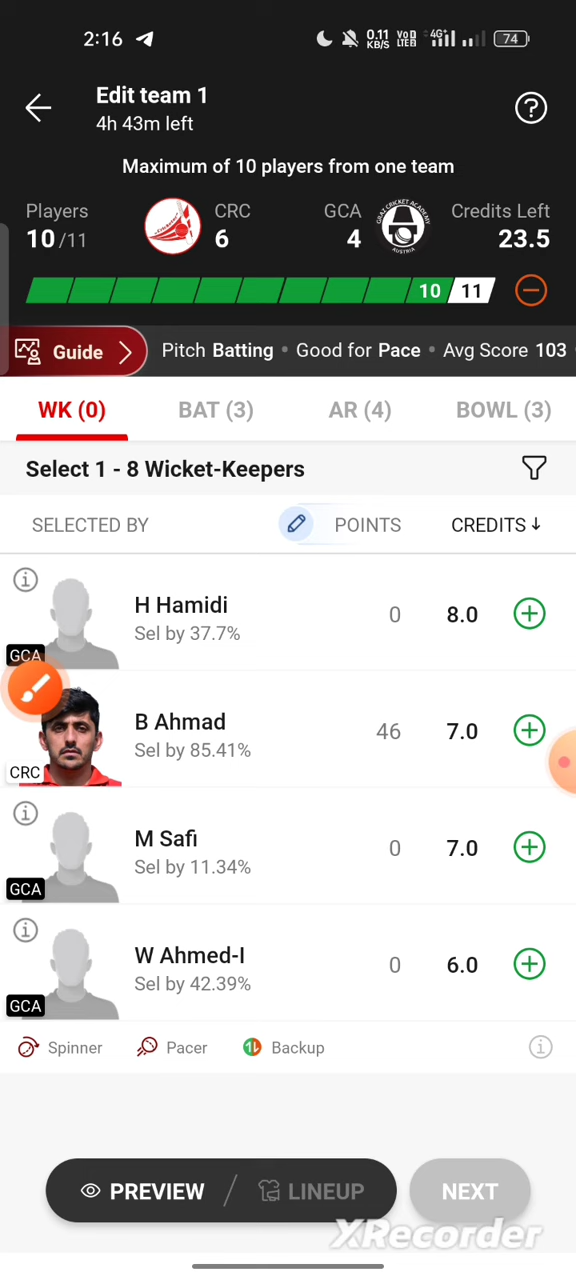 2:16
0.11 KB/S
VoD LTE2
4G+
74
Edit team 1
4h 43m left
Maximum of 10 players from one team
Players
10 /11
CRC
6
GCA
4
Credits Left
23.5
10
11
Guide
Pitch Batting • Good for Pace • Avg Score 103
WK (0)
BAT (3)
AR (4)
BOWL (3)
Select 1 - 8 Wicket-Keepers
SELECTED BY
POINTS
CREDITS ↓
H Hamidi
Sel by 37.7%
0
8.0
GCA
B Ahmad
Sel by 85.41%
46
7.0
CRC
M Safi
Sel by 11.34%
0
7.0
GCA
W Ahmed-I
Sel by 42.39%
0
6.0
GCA
Spinner
Pacer
Backup
PREVIEW / LINEUP
NEXT
XRecorder